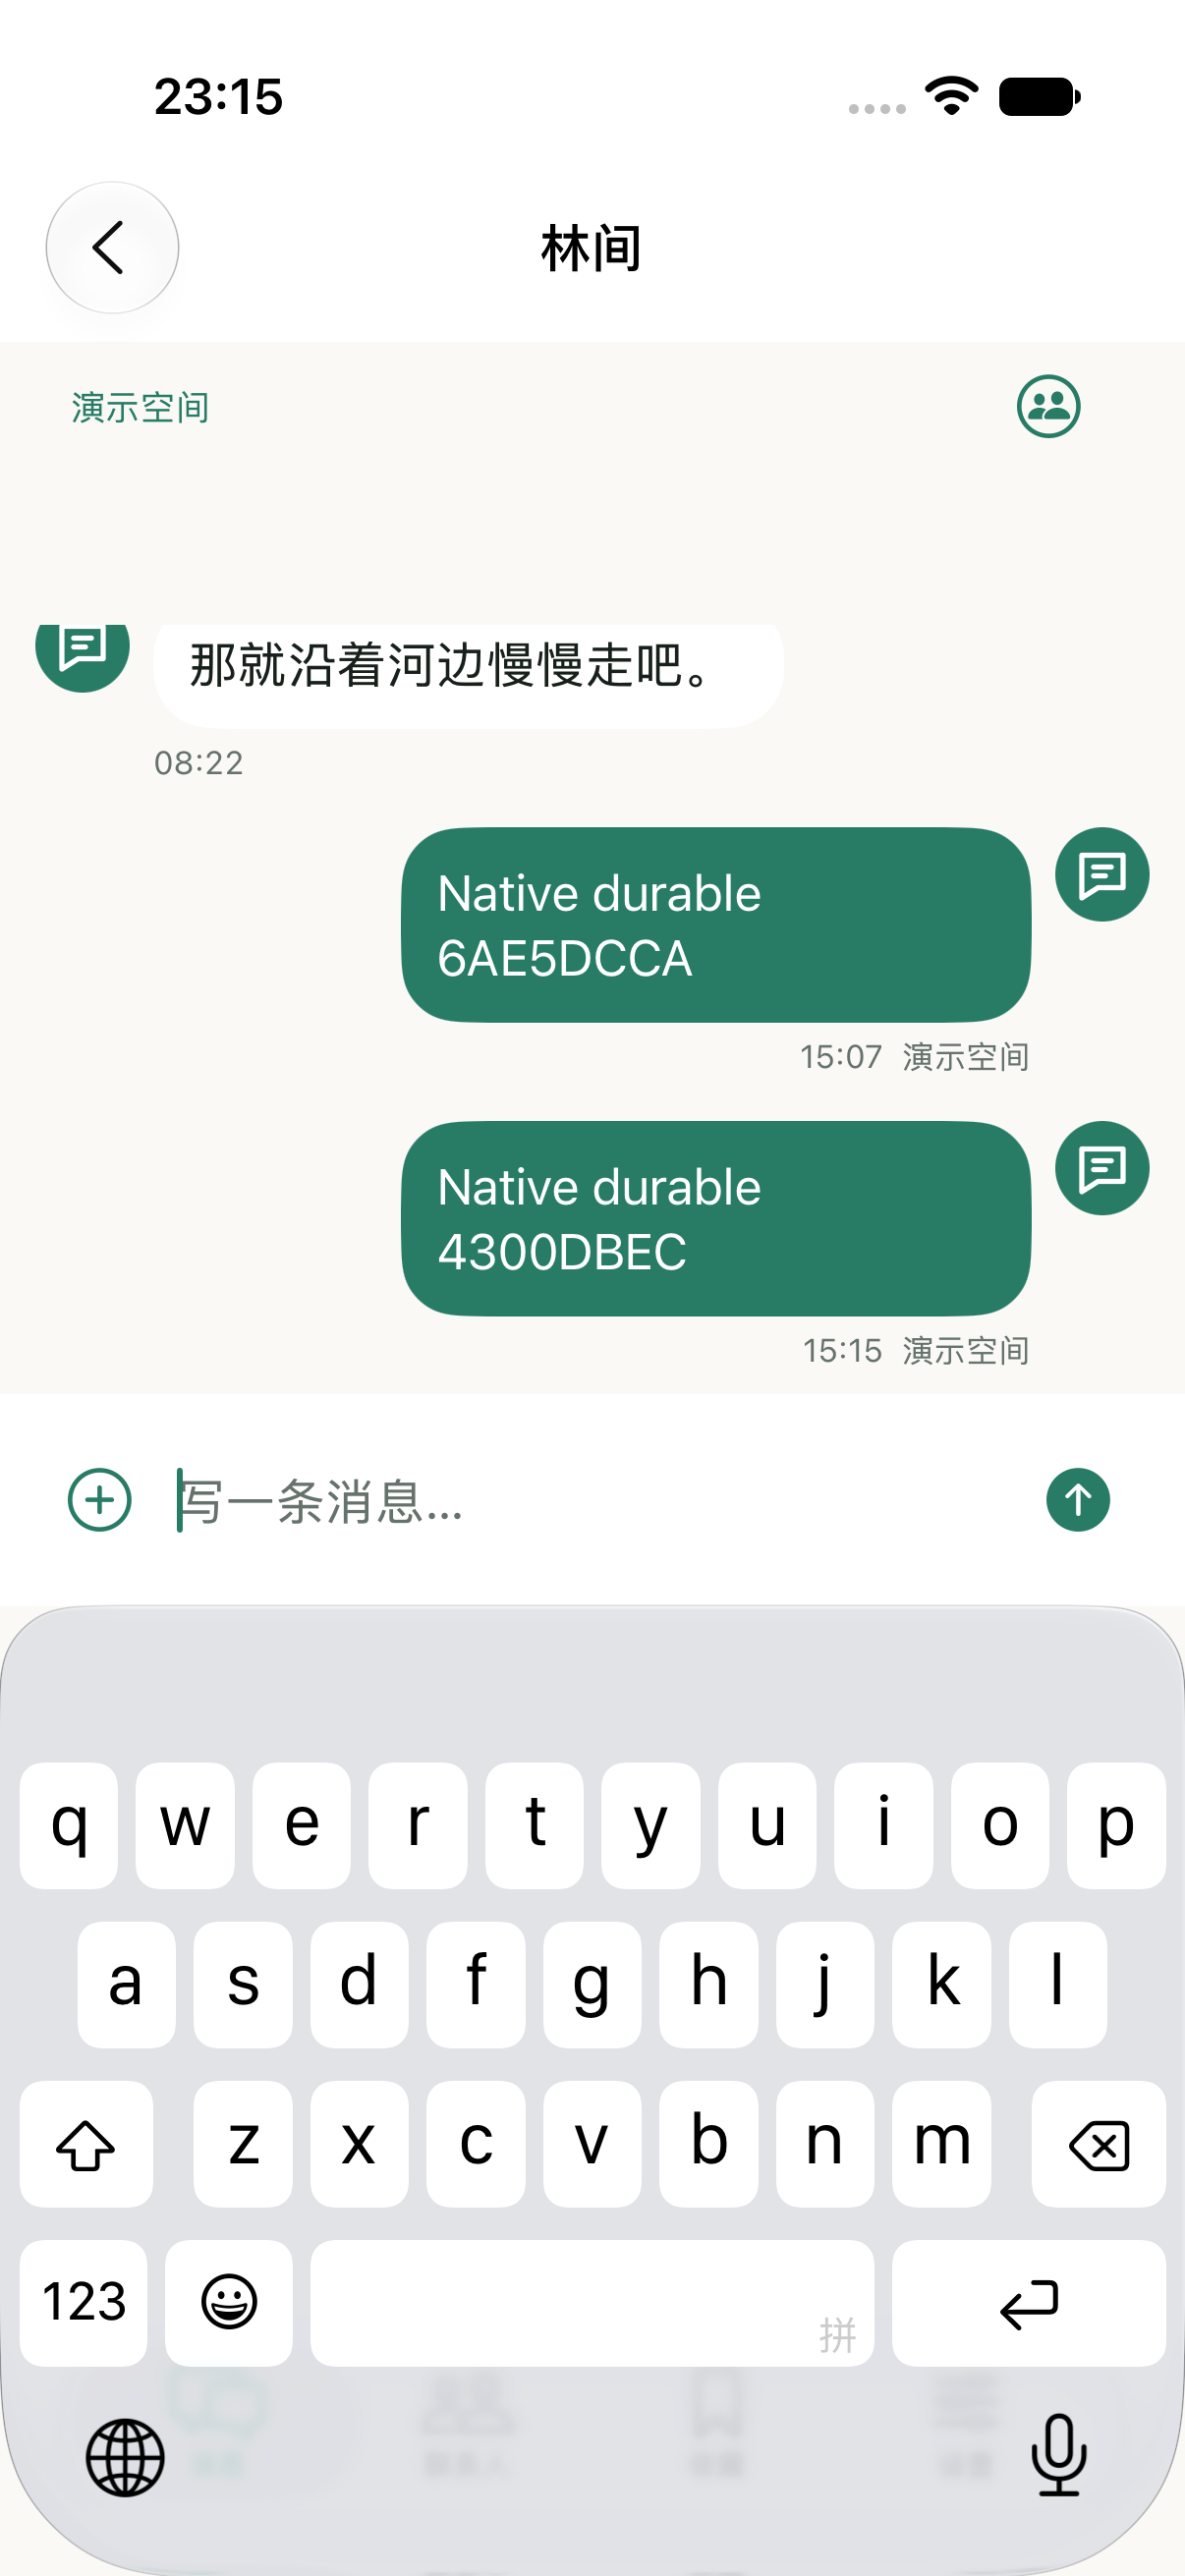 23:15
林间
演示空间
那就沿着河边慢慢走吧。
08:22
Native durable
6AE5DCCA
15:07 演示空间
Native durable
4300DBEC
15:15 演示空间
写一条消息...
q w e r t y u i o p
a s d f g h j k l
z x c v b n m
123
拼